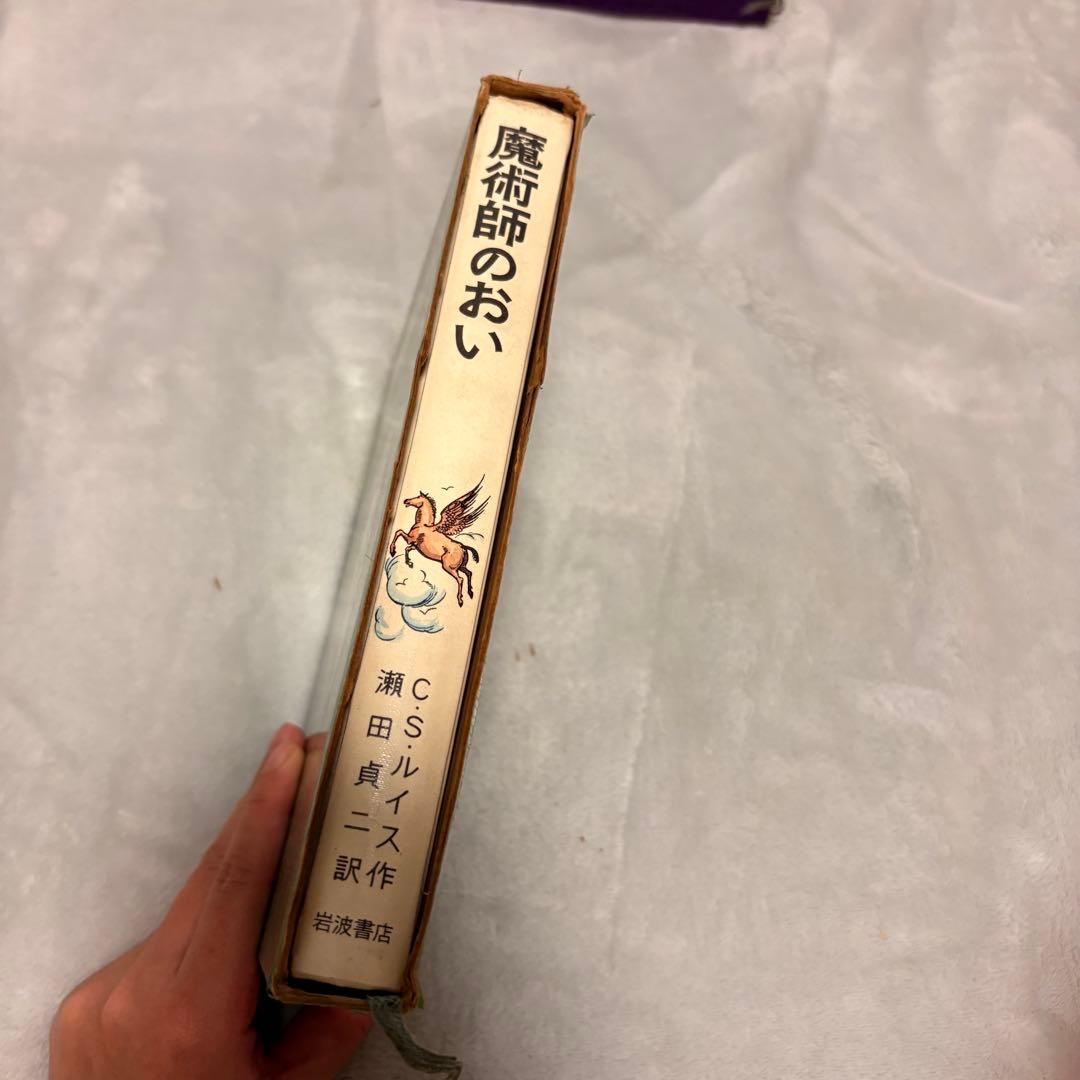 魔術師のおい
C・S・ルイス作
瀬田貞二訳
岩波書店